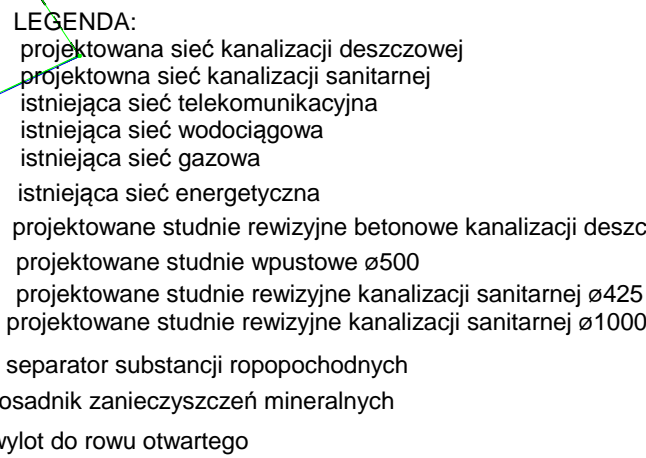 LEGENDA:
projektowana sieć kanalizacji deszczowej
projektowna sieć kanalizacji sanitarnej
istniejąca sieć telekomunikacyjna
istniejąca sieć wodociągowa
istniejąca sieć gazowa
istniejąca sieć energetyczna
projektowane studnie rewizyjne betonowe kanalizacji deszc
projektowane studnie wpustowe ø500
projektowane studnie rewizyjne kanalizacji sanitarnej ø425
projektowane studnie rewizyjne kanalizacji sanitarnej ø1000
separator substancji ropopochodnych
osadnik zanieczyszczeń mineralnych
wylot do rowu otwartego